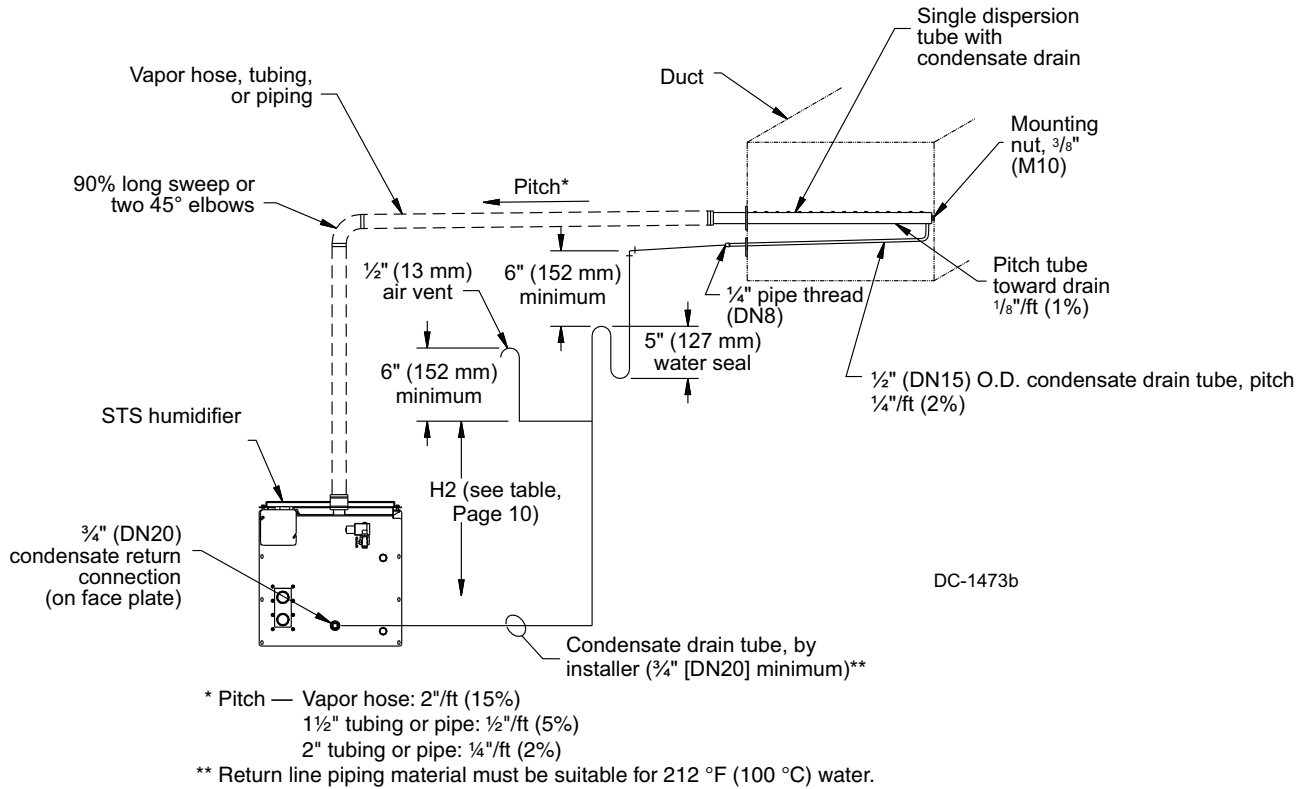 Single dispersion
tube with
condensate drain
Duct
Vapor hose, tubing,
or piping
Mounting
nut, 3/8"
(M10)
90% long sweep or
two 45° elbows
Pitch*
½" (13 mm)
air vent
6" (152 mm)
minimum
¼" pipe thread
(DN8)
Pitch tube
toward drain
1/8"/ft (1%)
6" (152 mm)
minimum
5" (127 mm)
water seal
½" (DN15) O.D. condensate drain tube, pitch
¼"/ft (2%)
STS humidifier
H2 (see table,
Page 10)
¾" (DN20)
condensate return
connection
(on face plate)
DC-1473b
Condensate drain tube, by
installer (¾" [DN20] minimum)**
* Pitch — Vapor hose: 2"/ft (15%)
1½" tubing or pipe: ½"/ft (5%)
2" tubing or pipe: ¼"/ft (2%)
** Return line piping material must be suitable for 212 °F (100 °C) water.